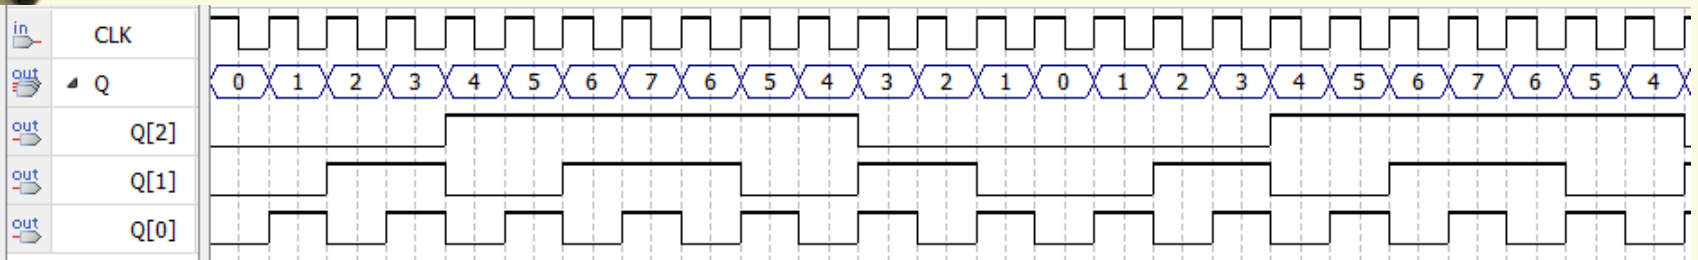 in CLK
out Q 0 1 2 3 4 5 6 7 6 5 4 3 2 1 0 1 2 3 4 5 6 7 6 5 4
out Q[2]
out Q[1]
out Q[0]